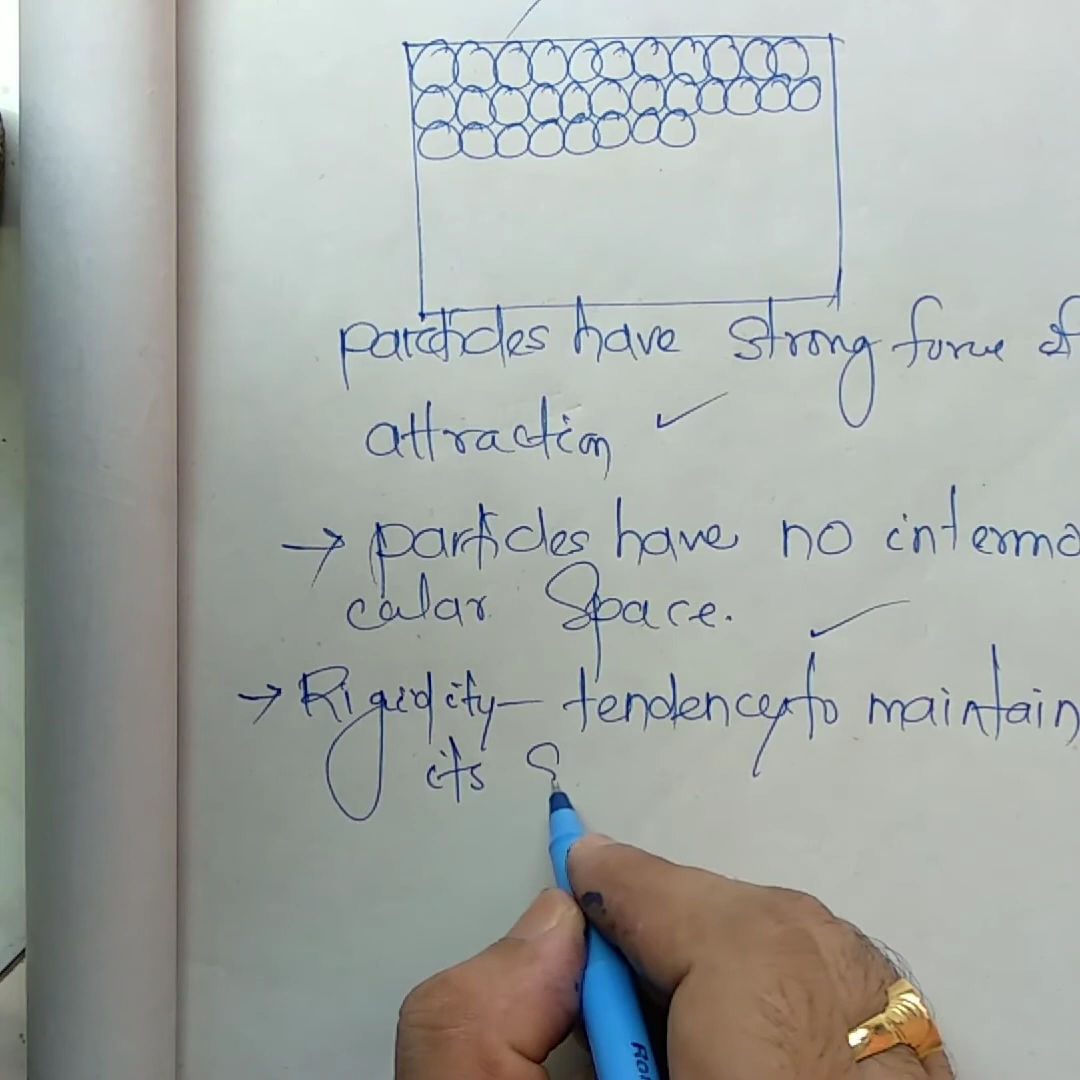 particles have strong force of
attraction ✓
→ particles have no intermo
cular space. ✓
→ Rigidity - tendency to maintain
its S